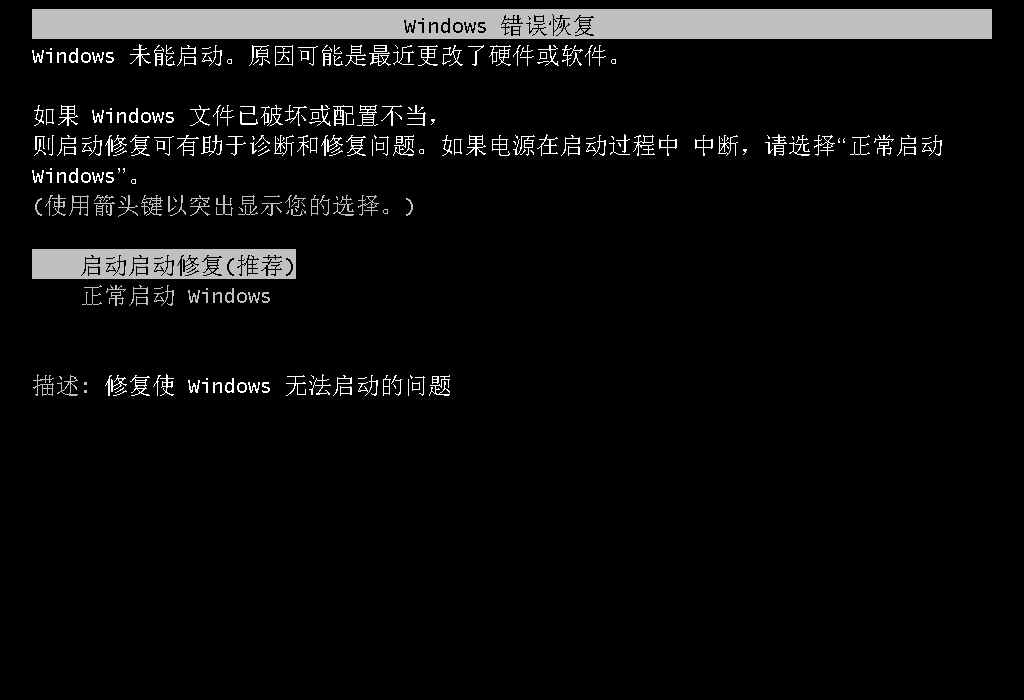 Windows 错误恢复
Windows 未能启动。原因可能是最近更改了硬件或软件。
如果 Windows 文件已破坏或配置不当，
则启动修复可有助于诊断和修复问题。如果电源在启动过程中 中断，请选择“正常启动
Windows”。
(使用箭头键以突出显示您的选择。)
启动启动修复(推荐)
正常启动 Windows
描述: 修复使 Windows 无法启动的问题